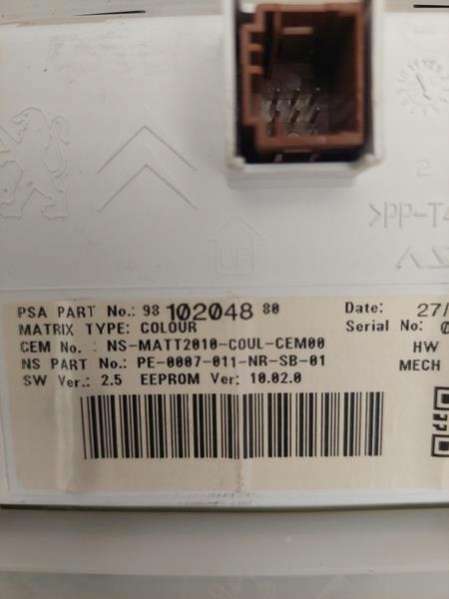 S
>PP-T4
PSA PART No.: 98 102048 80
Date: 27/
MATRIX TYPE: COLOUR
Serial No:
CEM No. : NS-MATT2010-COUL-CEM00
HW
NS PART No.: PE-0007-011-NR-SB-01
MECH
SW Ver.: 2.5 EEPROM Ver: 10.02.0